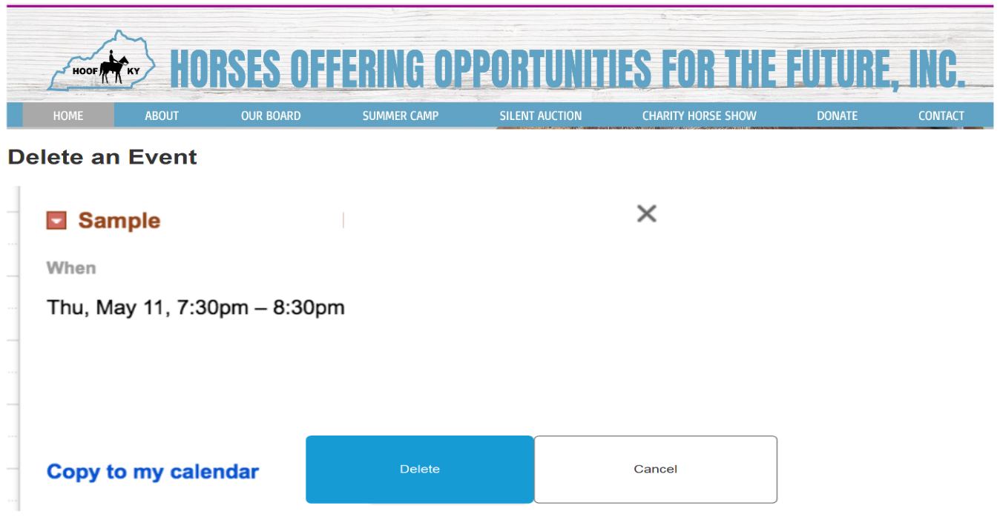 HOOF KY
HORSES OFFERING OPPORTUNITIES FOR THE FUTURE, INC.
HOME ABOUT OUR BOARD SUMMER CAMP SILENT AUCTION CHARITY HORSE SHOW DONATE CONTACT
Delete an Event
Sample
When
Thu, May 11, 7:30pm – 8:30pm
Copy to my calendar Delete Cancel